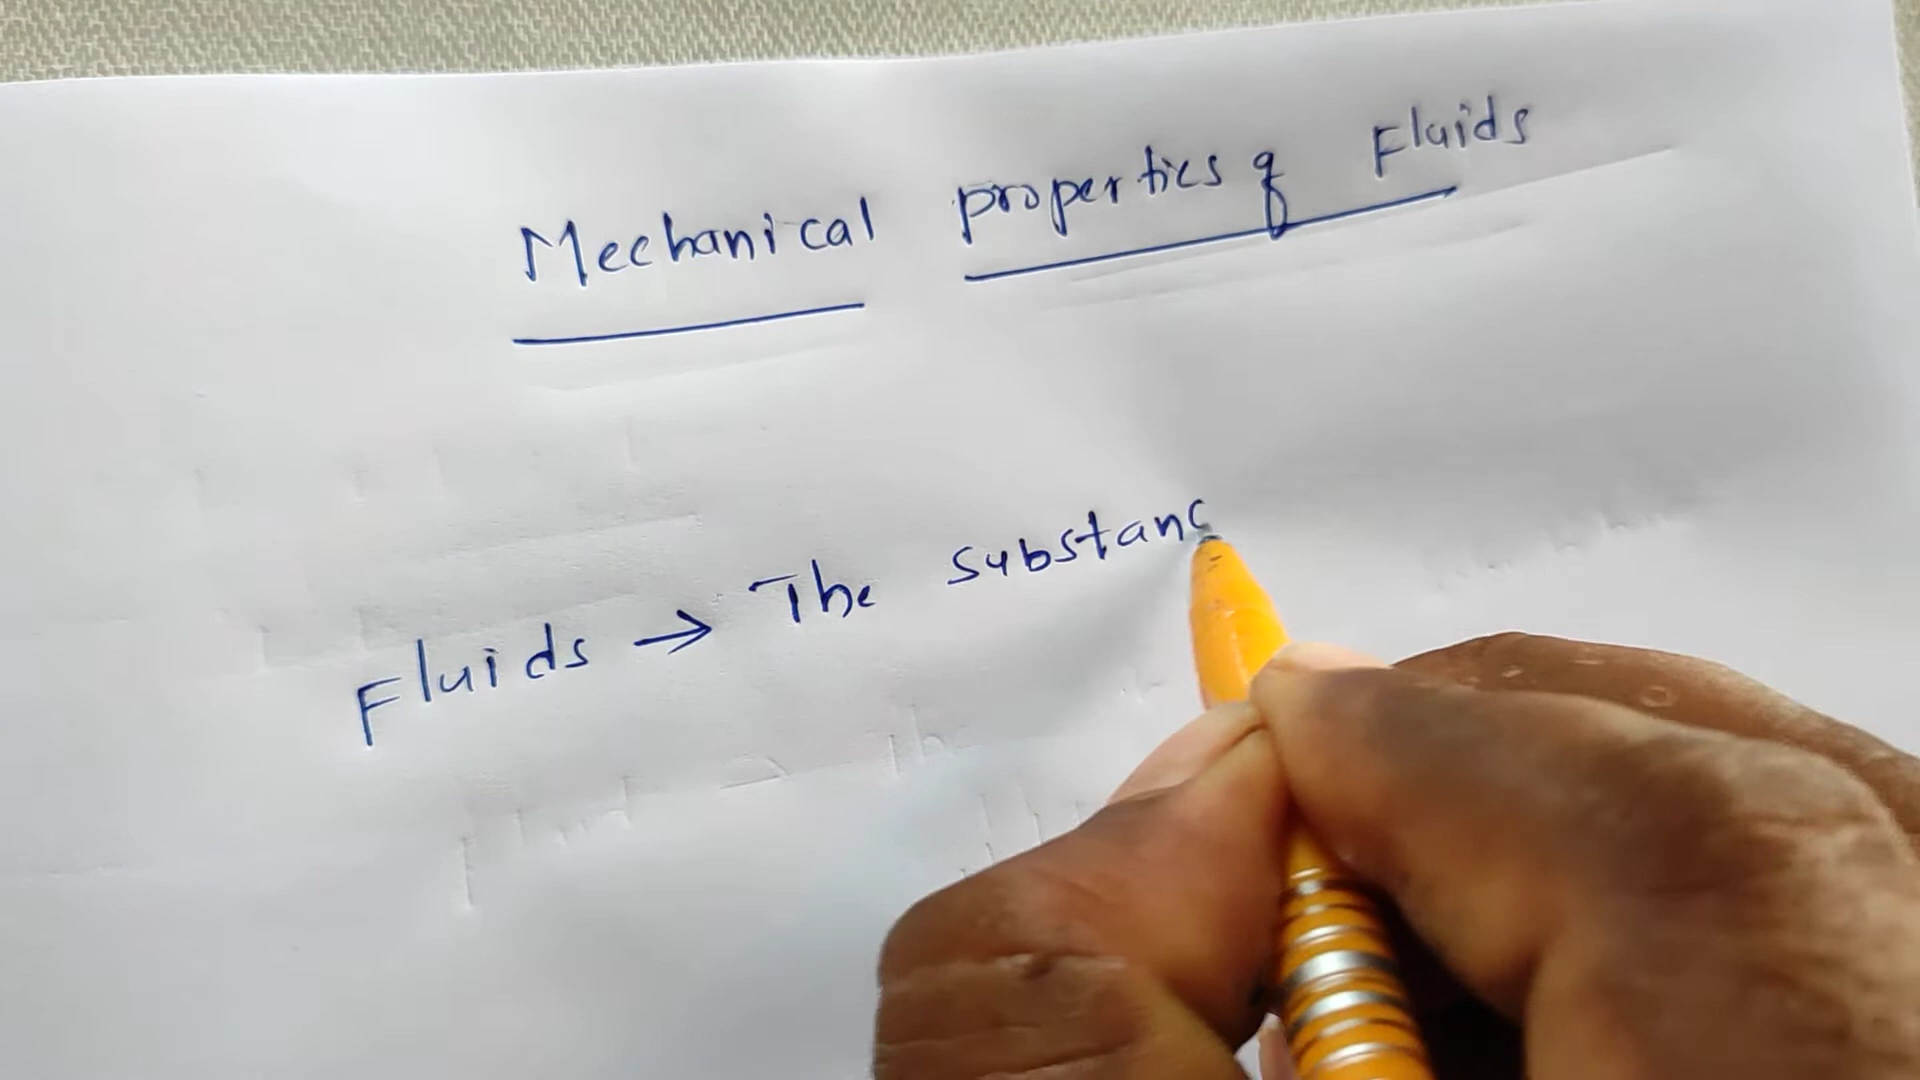 Mechanical properties of Fluids
Fluids → The substanc